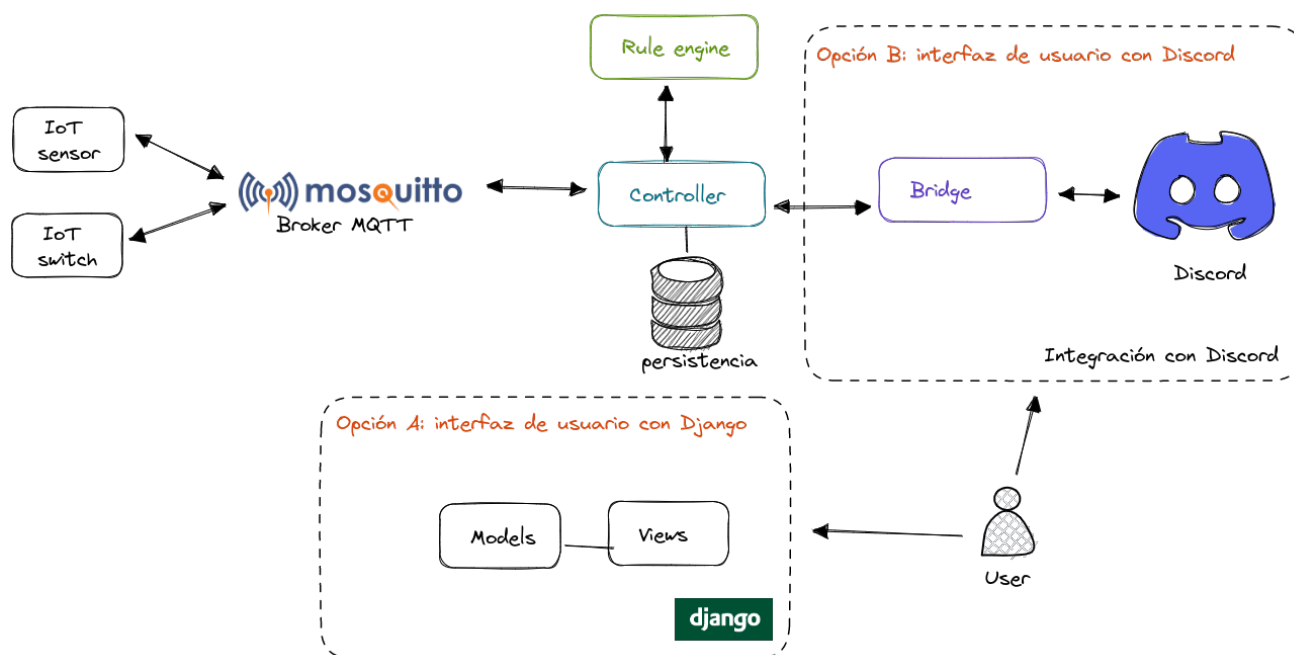 Rule engine
Opción B: interfaz de usuario con Discord
IoT
sensor
mosquitto
Broker MQTT
Controller
Bridge
IoT
switch
Discord
persistencia
Integración con Discord
Opción A: interfaz de usuario con Django
Models
Views
User
django